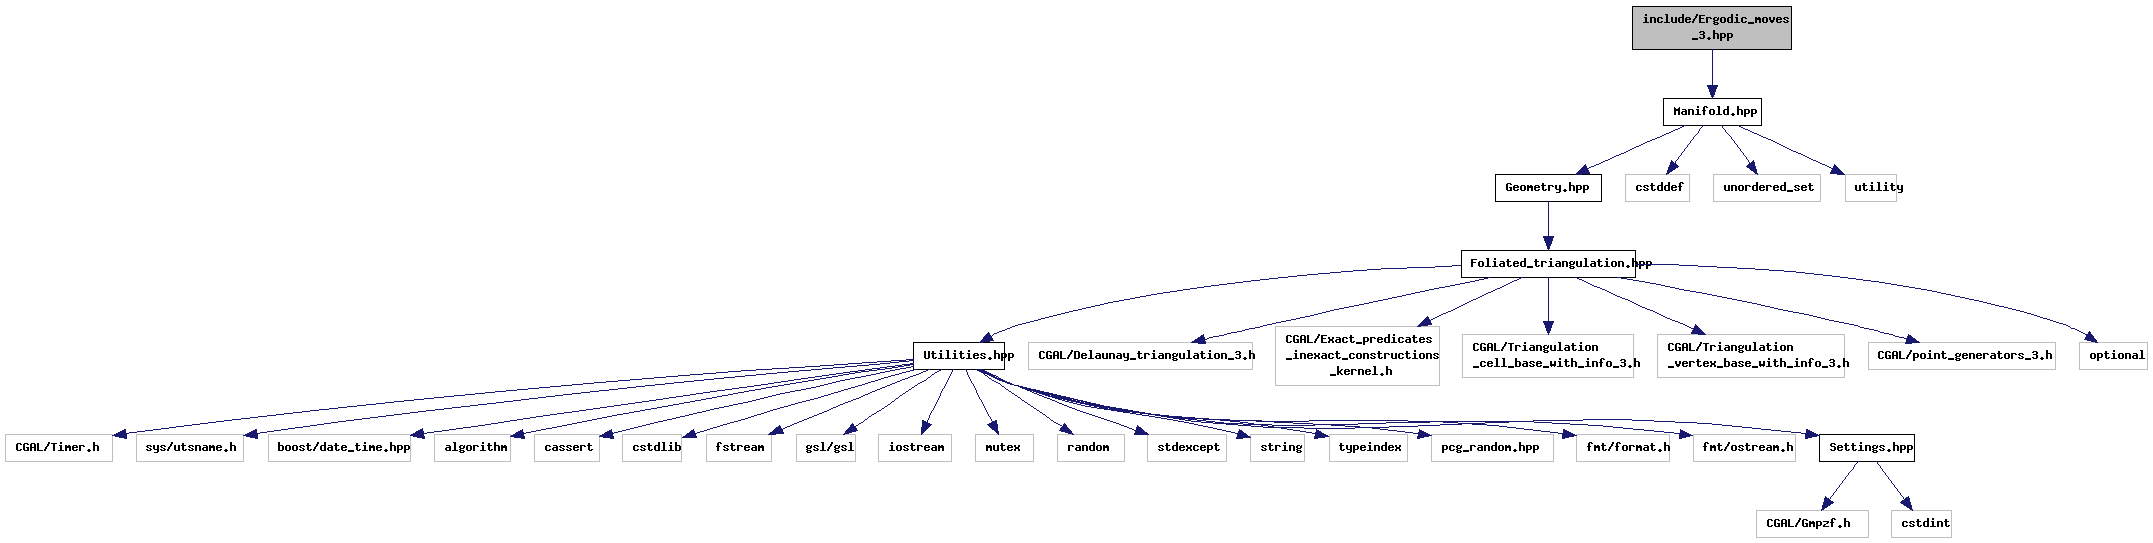 include/Ergodic_moves
_3.hpp
Manifold.hpp
Geometry.hpp
cstddef
unordered_set
utility
Foliated_triangulation.hpp
Utilities.hpp
CGAL/Delaunay_triangulation_3.h
CGAL/Exact_predicates
_inexact_constructions
_kernel.h
CGAL/Triangulation
_cell_base_with_info_3.h
CGAL/Triangulation
_vertex_base_with_info_3.h
CGAL/point_generators_3.h
optional
CGAL/Timer.h
sys/utsname.h
boost/date_time.hpp
algorithm
cassert
cstdlib
fstream
gsl/gsl
iostream
mutex
random
stdexcept
string
typeindex
pcg_random.hpp
fmt/format.h
fmt/ostream.h
Settings.hpp
CGAL/Gmpzf.h
cstdint